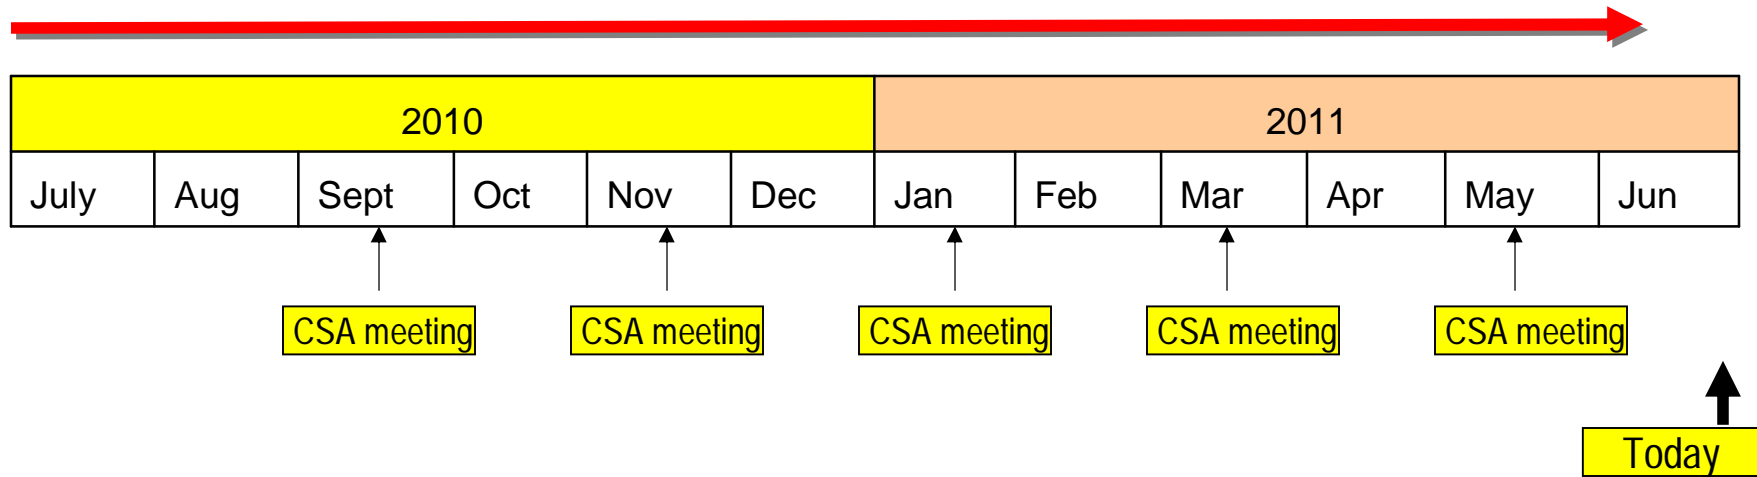 2010 2011
July Aug Sept Oct Nov Dec Jan Feb Mar Apr May Jun
CSA meeting CSA meeting CSA meeting CSA meeting CSA meeting
Today